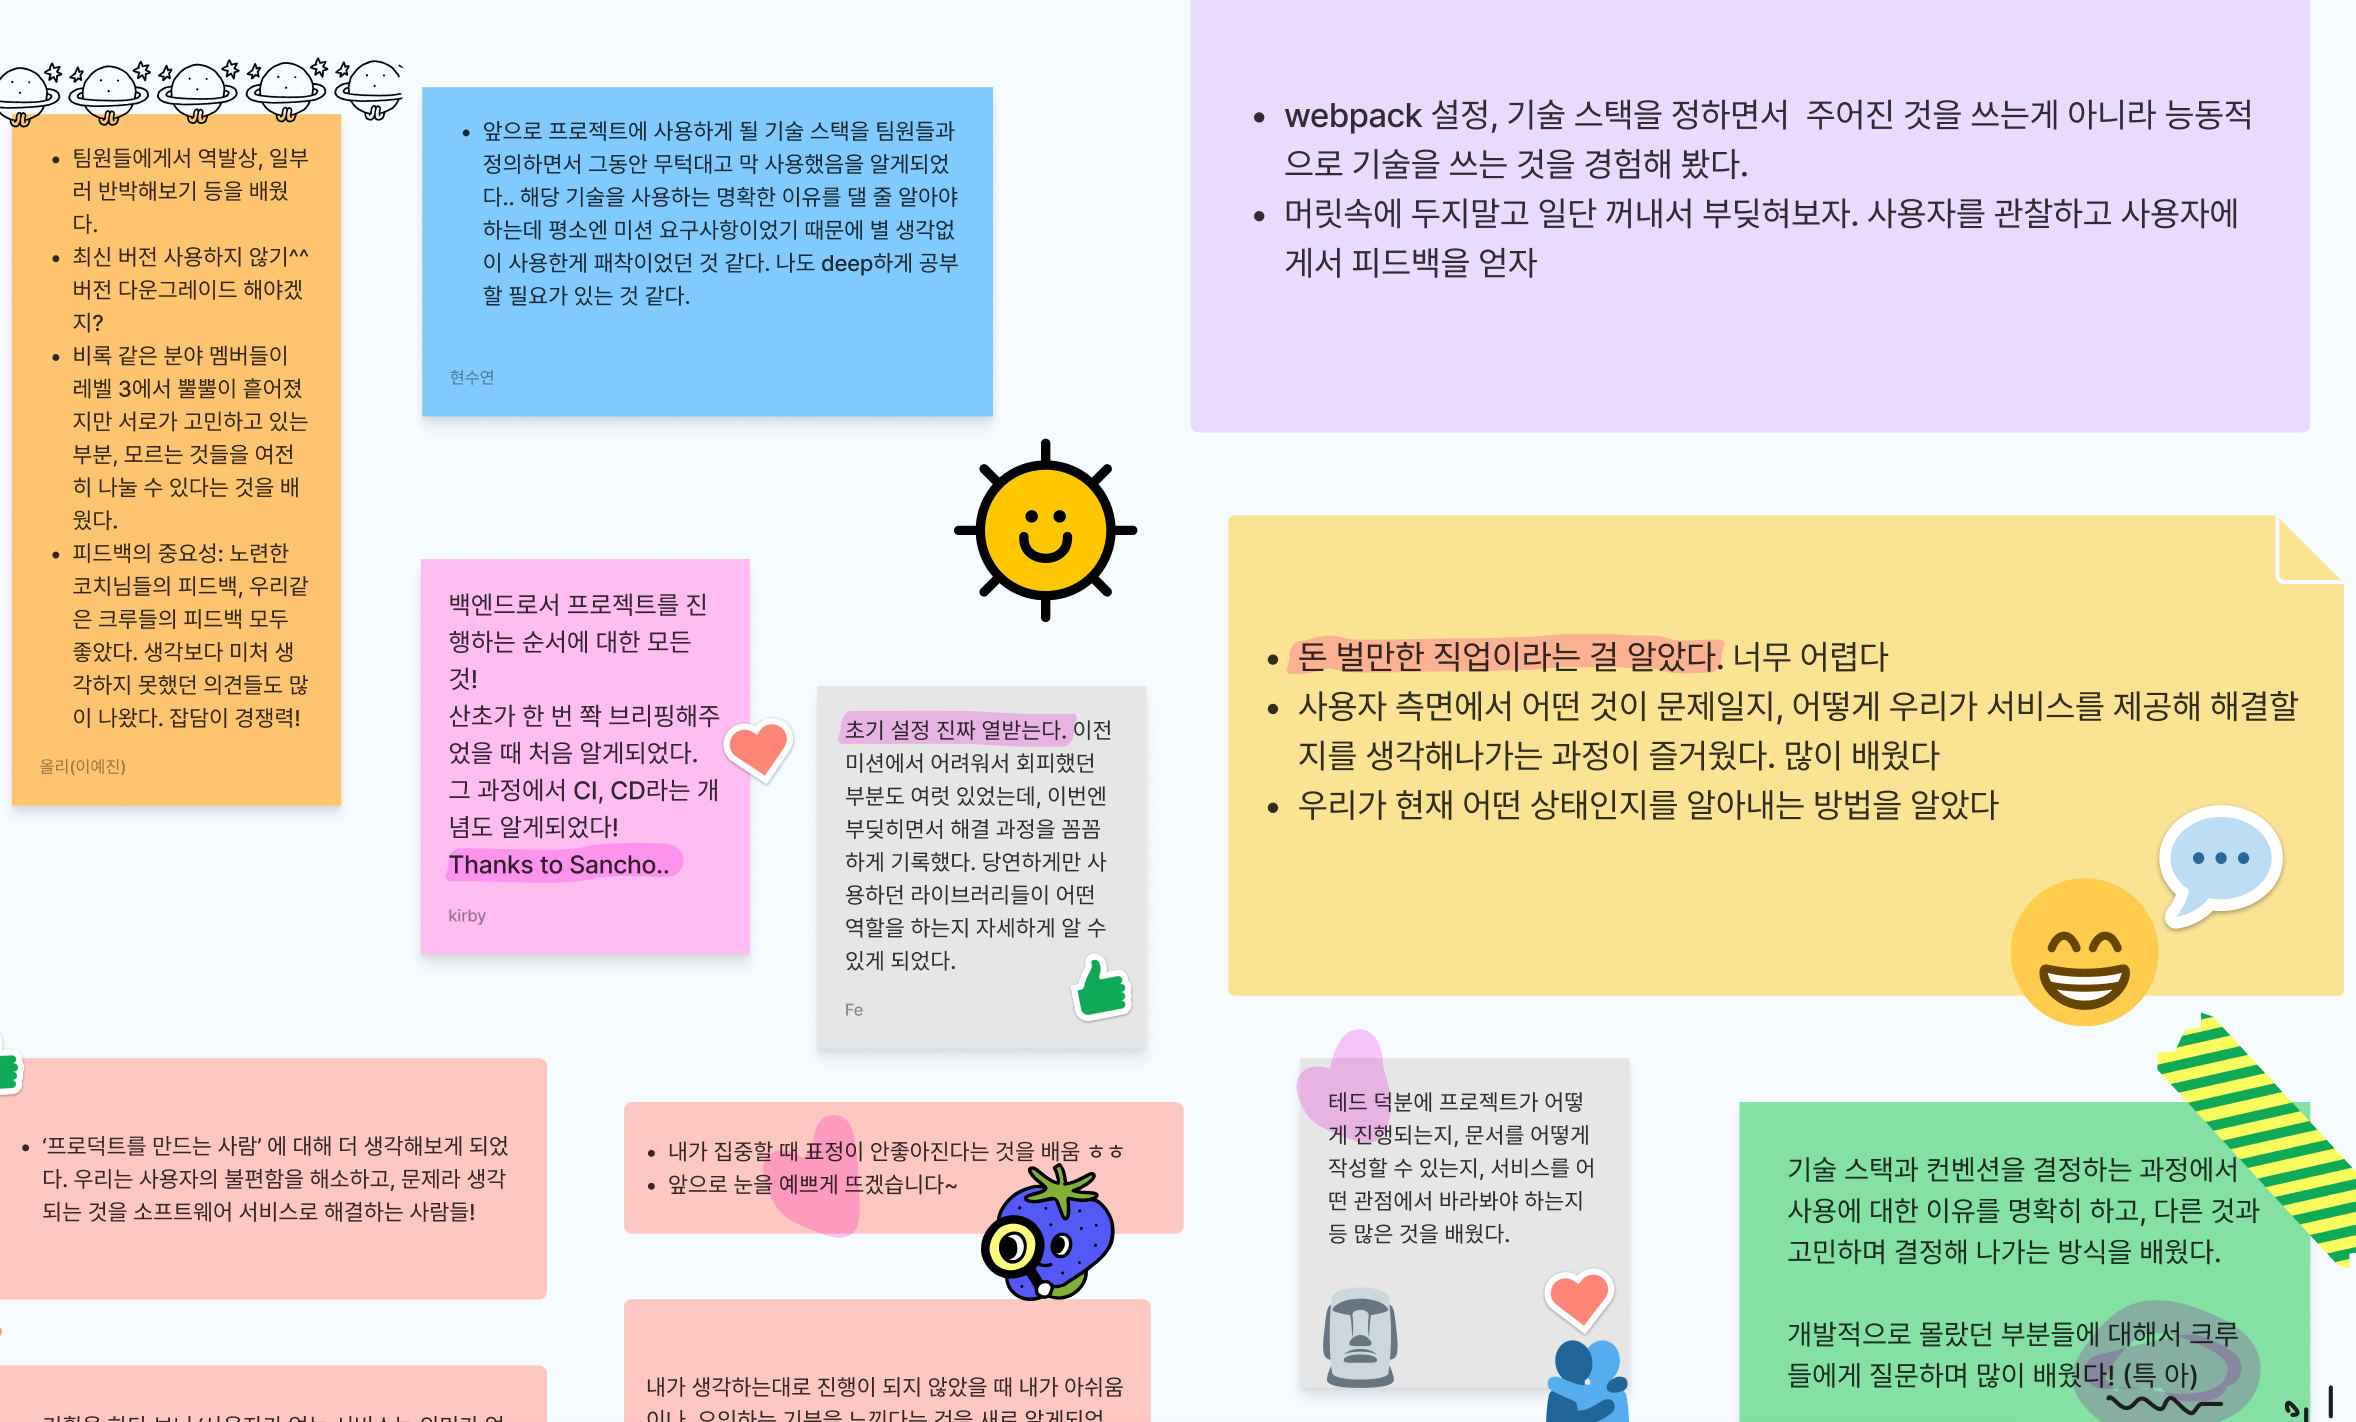 팀원들에게서 역발상, 일부
러 반박해보기 등을 배웠
다.
최신 버전 사용하지 않기^^
버전 다운그레이드 해야겠
지?
비록 같은 분야 멤버들이
레벨 3에서 뿔뿔이 흩어졌
지만 서로가 고민하고 있는
부분, 모르는 것들을 여전
히 나눌 수 있다는 것을 배
웠다.
피드백의 중요성: 노련한
코치님들의 피드백, 우리같
은 크루들의 피드백 모두
좋았다. 생각보다 미처 생
각하지 못했던 의견들도 많
이 나왔다. 잡담이 경쟁력!
올리(이예진)
앞으로 프로젝트에 사용하게 될 기술 스택을 팀원들과
정의하면서 그동안 무턱대고 막 사용했음을 알게되었
다.. 해당 기술을 사용하는 명확한 이유를 댈 줄 알아야
하는데 평소엔 미션 요구사항이었기 때문에 별 생각없
이 사용한게 패착이었던 것 같다. 나도 deep하게 공부
할 필요가 있는 것 같다.
현수연
webpack 설정, 기술 스택을 정하면서  주어진 것을 쓰는게 아니라 능동적
으로 기술을 쓰는 것을 경험해 봤다.
머릿속에 두지말고 일단 꺼내서 부딪혀보자. 사용자를 관찰하고 사용자에
게서 피드백을 얻자
백엔드로서 프로젝트를 진
행하는 순서에 대한 모든
것!
산초가 한 번 쫙 브리핑해주
었을 때 처음 알게되었다.
그 과정에서 CI, CD라는 개
념도 알게되었다!
Thanks to Sancho..
kirby
초기 설정 진짜 열받는다. 이전
미션에서 어려워서 회피했던
부분도 여럿 있었는데, 이번엔
부딪히면서 해결 과정을 꼼꼼
하게 기록했다. 당연하게만 사
용하던 라이브러리들이 어떤
역할을 하는지 자세하게 알 수
있게 되었다.
Fe
돈 벌만한 직업이라는 걸 알았다. 너무 어렵다
사용자 측면에서 어떤 것이 문제일지, 어떻게 우리가 서비스를 제공해 해결할
지를 생각해나가는 과정이 즐거웠다. 많이 배웠다
우리가 현재 어떤 상태인지를 알아내는 방법을 알았다
‘프로덕트를 만드는 사람’ 에 대해 더 생각해보게 되었
다. 우리는 사용자의 불편함을 해소하고, 문제라 생각
되는 것을 소프트웨어 서비스로 해결하는 사람들!
내가 집중할 때 표정이 안좋아진다는 것을 배움 ㅎㅎ
앞으로 눈을 예쁘게 뜨겠습니다~
내가 생각하는대로 진행이 되지 않았을 때 내가 아쉬움
테드 덕분에 프로젝트가 어떻
게 진행되는지, 문서를 어떻게
작성할 수 있는지, 서비스를 어
떤 관점에서 바라봐야 하는지
등 많은 것을 배웠다.
기술 스택과 컨벤션을 결정하는 과정에서
사용에 대한 이유를 명확히 하고, 다른 것과
고민하며 결정해 나가는 방식을 배웠다.
개발적으로 몰랐던 부분들에 대해서 크루
들에게 질문하며 많이 배웠다! (특 아)